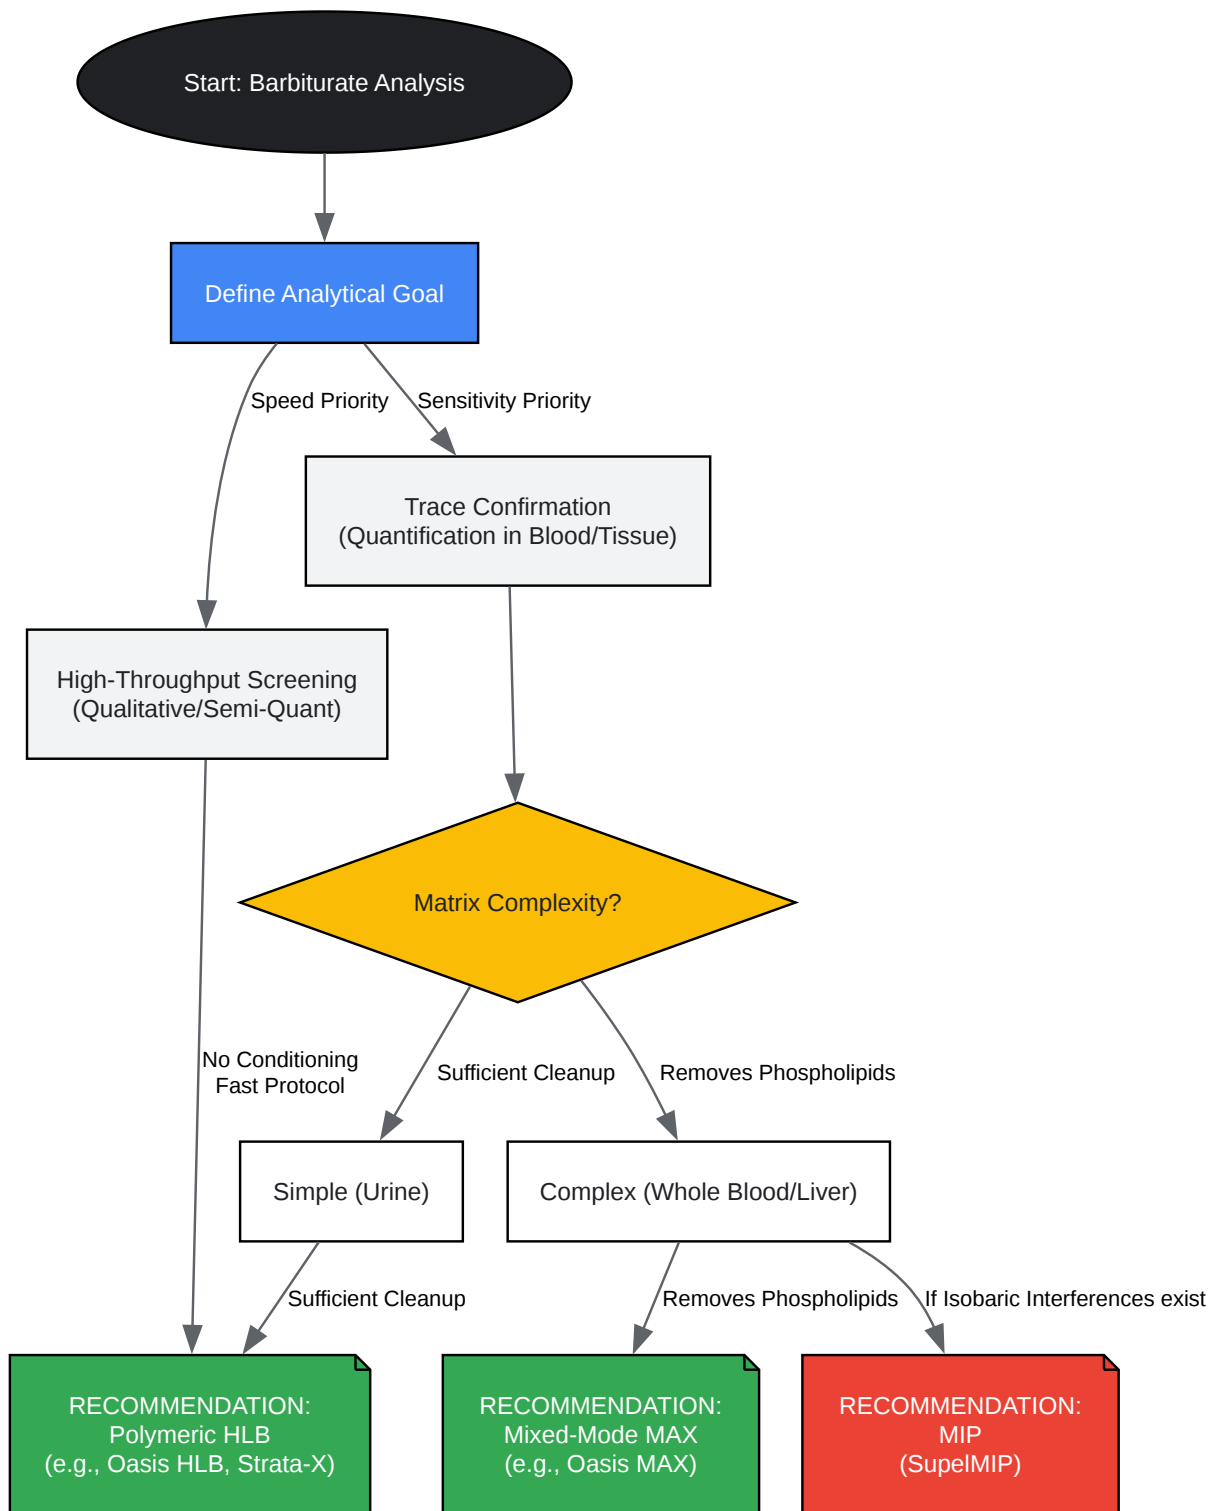 Start: Barbiturate Analysis
Define Analytical Goal
Speed Priority
Sensitivity Priority
Trace Confirmation
(Quantification in Blood/Tissue)
High-Throughput Screening
(Qualitative/Semi-Quant)
Matrix Complexity?
No Conditioning
Fast Protocol
Sufficient Cleanup
Removes Phospholipids
Simple (Urine)
Complex (Whole Blood/Liver)
Sufficient Cleanup
Removes Phospholipids
If Isobaric Interferences exist
RECOMMENDATION:
Polymeric HLB
(e.g., Oasis HLB, Strata-X)
RECOMMENDATION:
Mixed-Mode MAX
(e.g., Oasis MAX)
RECOMMENDATION:
MIP
(SupelMIP)